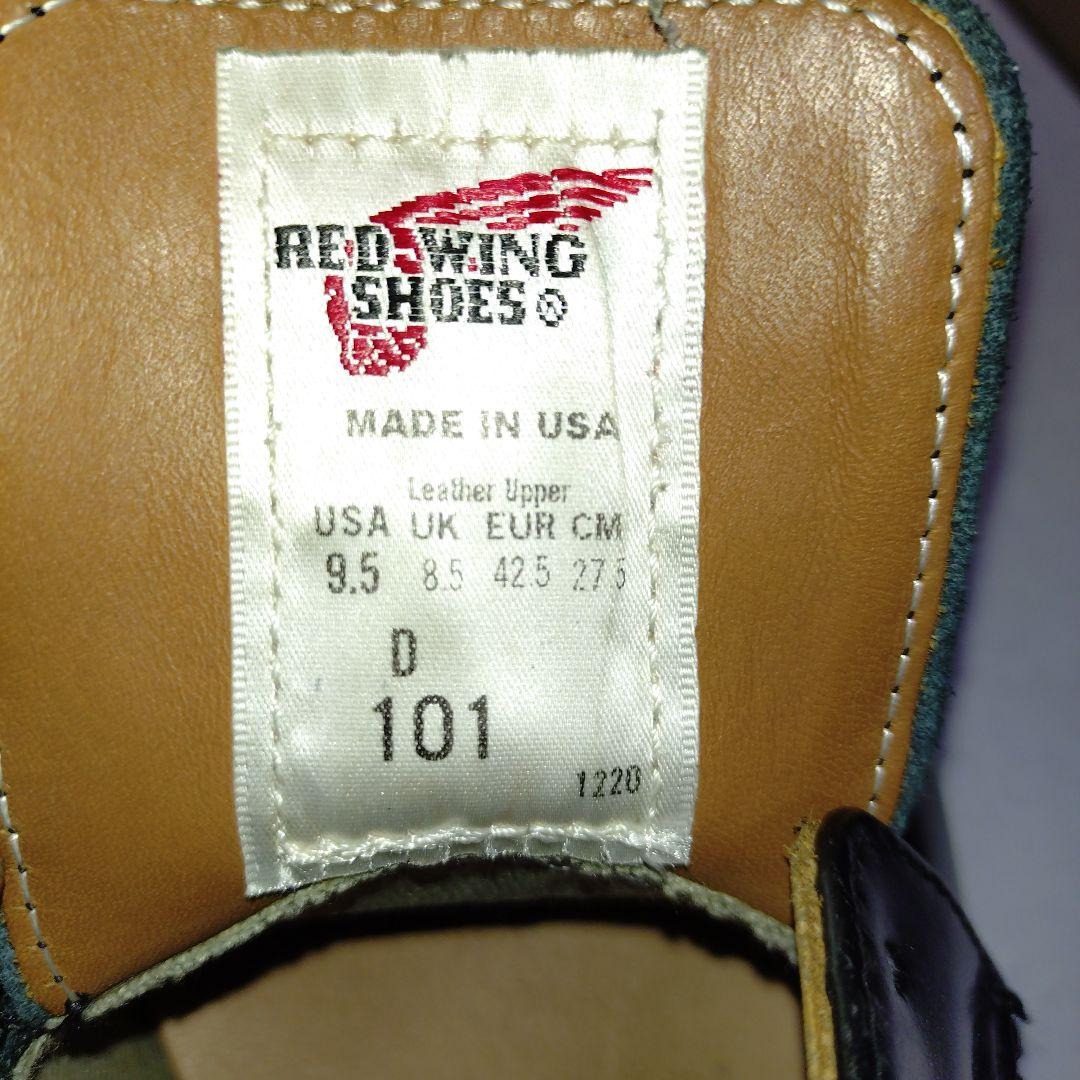 RED WING
SHOES®
MADE IN USA
Leather Upper
USA UK EUR CM
9.5 8.5 42.5 27.5
D
101
1220